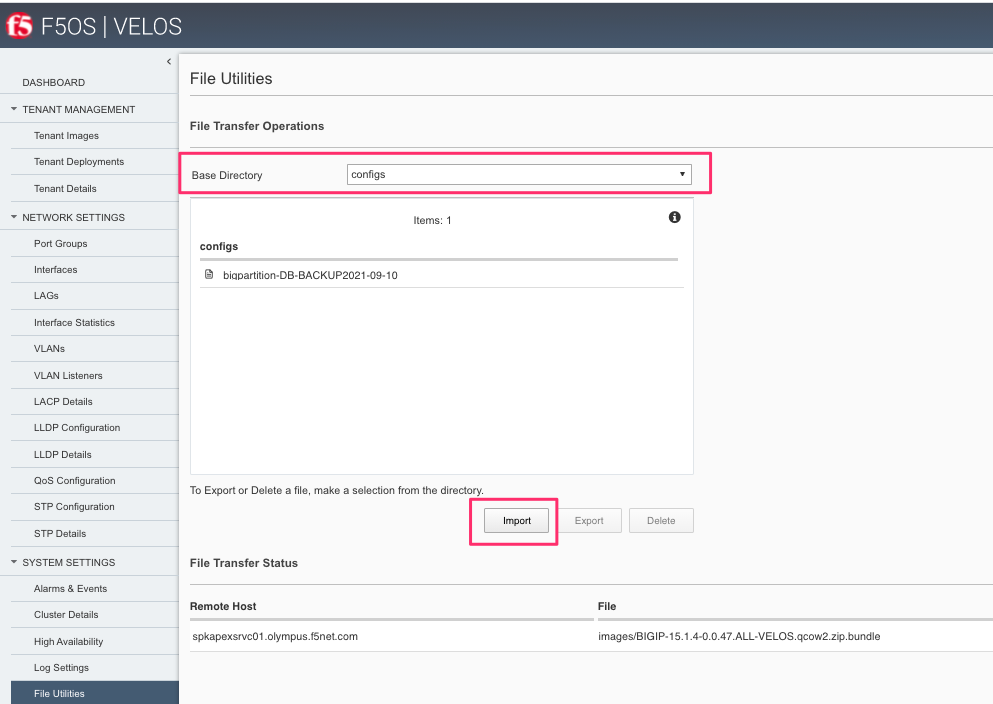 f5 F5OS | VELOS
DASHBOARD
TENANT MANAGEMENT
Tenant Images
Tenant Deployments
Tenant Details
NETWORK SETTINGS
Port Groups
Interfaces
LAGs
Interface Statistics
VLANs
VLAN Listeners
LACP Details
LLDP Configuration
LLDP Details
QoS Configuration
STP Configuration
STP Details
SYSTEM SETTINGS
Alarms & Events
Cluster Details
High Availability
Log Settings
File Utilities
File Utilities
File Transfer Operations
Base Directory configs
Items: 1
configs
bigpartition-DB-BACKUP2021-09-10
To Export or Delete a file, make a selection from the directory.
Import Export Delete
File Transfer Status
Remote Host File
spkapexsrvc01.olympus.f5net.com images/BIGIP-15.1.4-0.0.47.ALL-VELOS.qcow2.zip.bundle